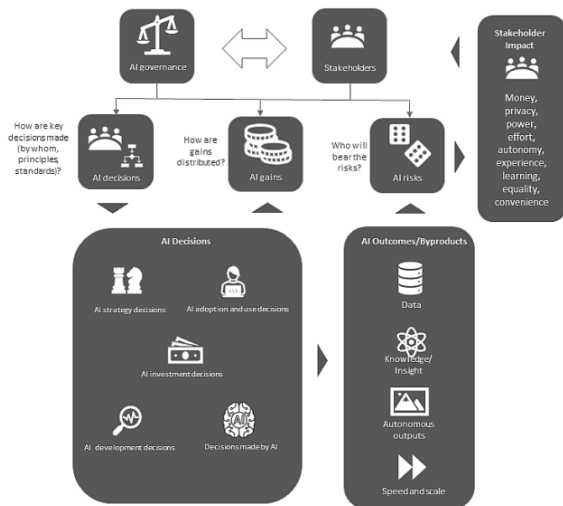 AI governance
Stakeholders
Stakeholder
Impact
Money,
privacy,
power,
effort,
autonomy,
experience,
learning,
equality,
convenience
How are key
decisions made
(by whom,
principles,
standards)?
AI decisions
How are
gains
distributed?
AI gains
Who will
bear the
risks?
AI risks
AI Decisions
AI strategy decisions
AI adoption and use decisions
AI investment decisions
AI development decisions
AI
Decisions made by AI
AI Outcomes/Byproducts
Data
Knowledge/
Insight
Autonomous
outputs
Speed and scale